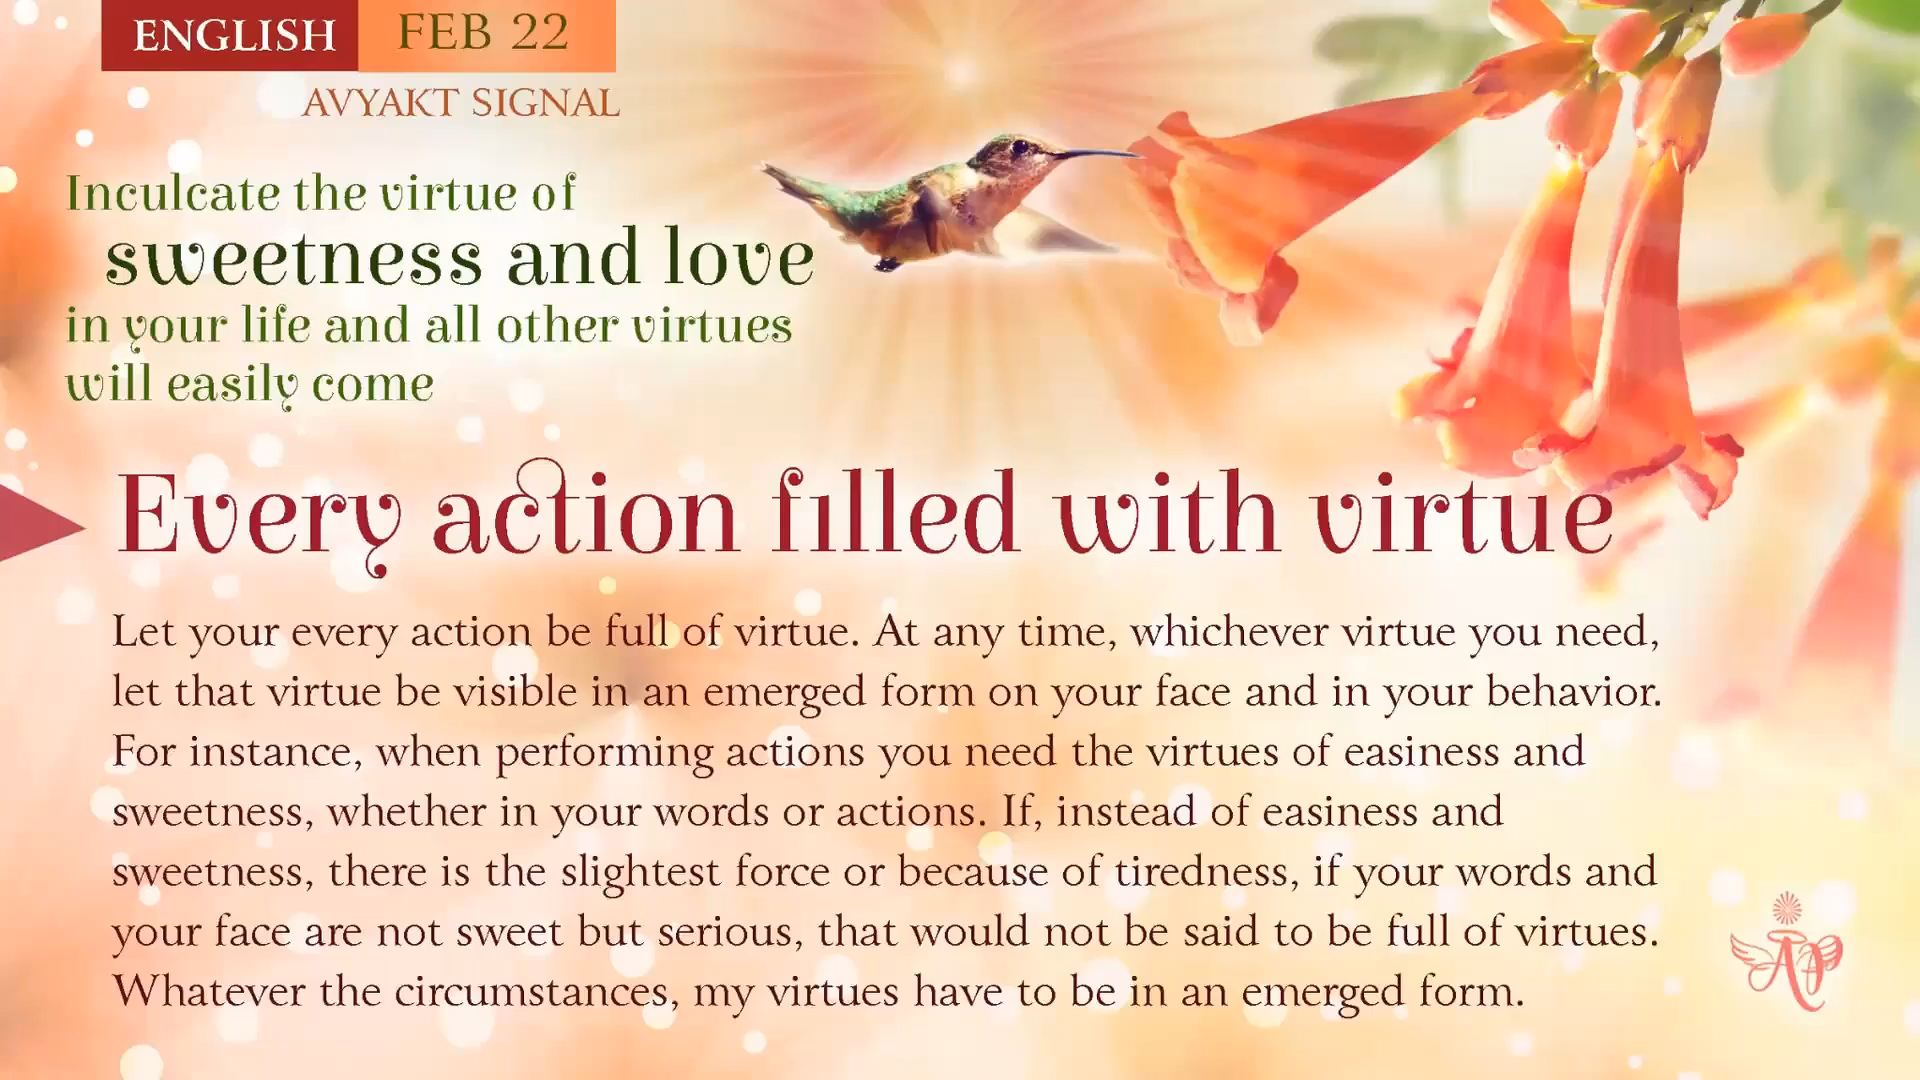 ENGLISH
FEB 22
AVYAKT SIGNAL
Inculcate the virtue of
sweetness and love
in your life and all other virtues
will easily come
Every action filled with virtue
Let your every action be full of virtue. At any time, whichever virtue you need,
let that virtue be visible in an emerged form on your face and in your behavior.
For instance, when performing actions you need the virtues of easiness and
sweetness, whether in your words or actions. If, instead of easiness and
sweetness, there is the slightest force or because of tiredness, if your words and
your face are not sweet but serious, that would not be said to be full of virtues.
Whatever the circumstances, my virtues have to be in an emerged form.